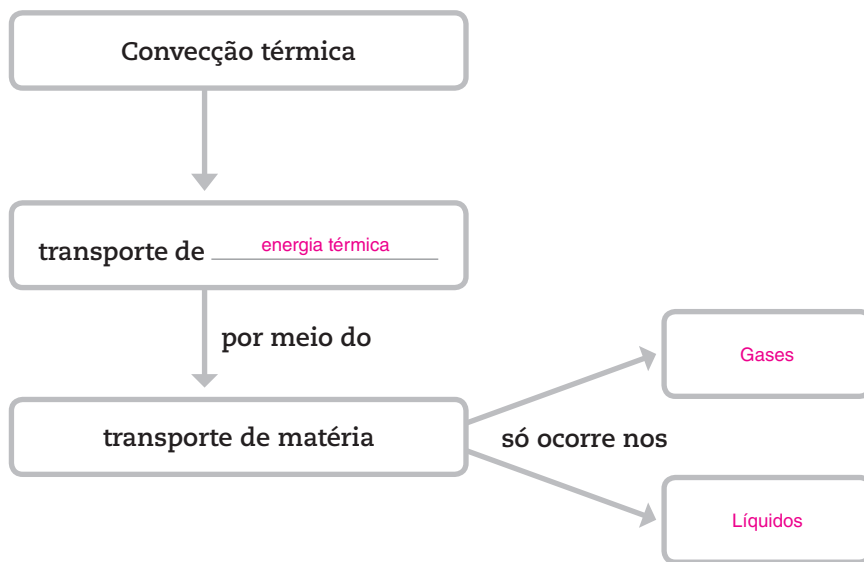 Convecção térmica
transporte de energia térmica
por meio do
transporte de matéria
só ocorre nos
Gases
Líquidos